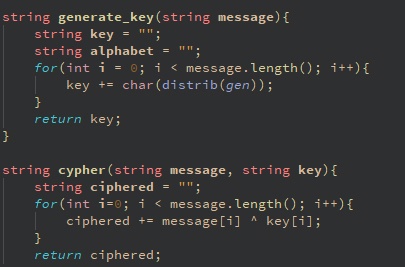 string generate_key(string message){
    string key = "";
    string alphabet = "";
    for(int i = 0; i < message.length(); i++){
        key += char(distrib(gen));
    }
    return key;
}

string cypher(string message, string key){
    string ciphered = "";
    for(int i=0; i < message.length(); i++){
        ciphered += message[i] ^ key[i];
    }
    return ciphered;